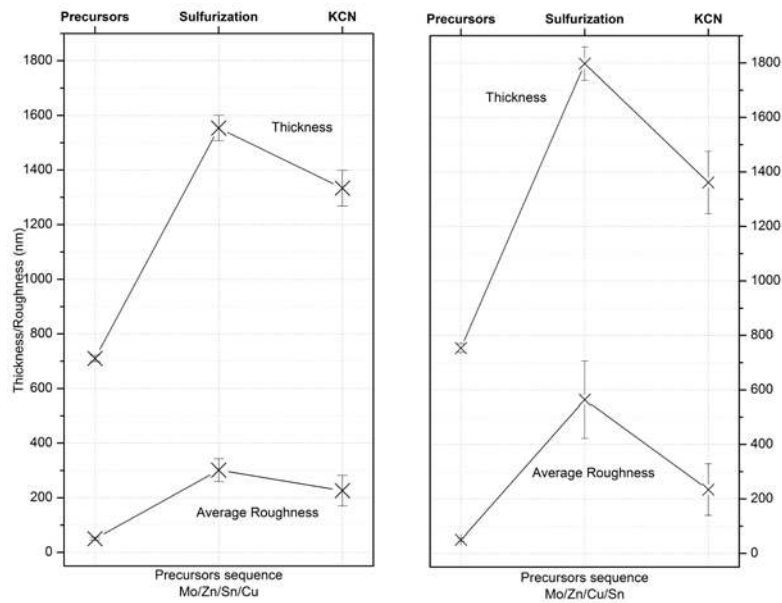 Precursors Sulfurization KCN
1800
1600
1400
1200
1000
800
600
400
200
0
Thickness/Roughness (nm)
Thickness
Average Roughness
Precursors sequence
Mo/Zn/Sn/Cu
Precursors Sulfurization KCN
1800
1600
1400
1200
1000
800
600
400
200
0
Thickness
Average Roughness
Precursors sequence
Mo/Zn/Cu/Sn